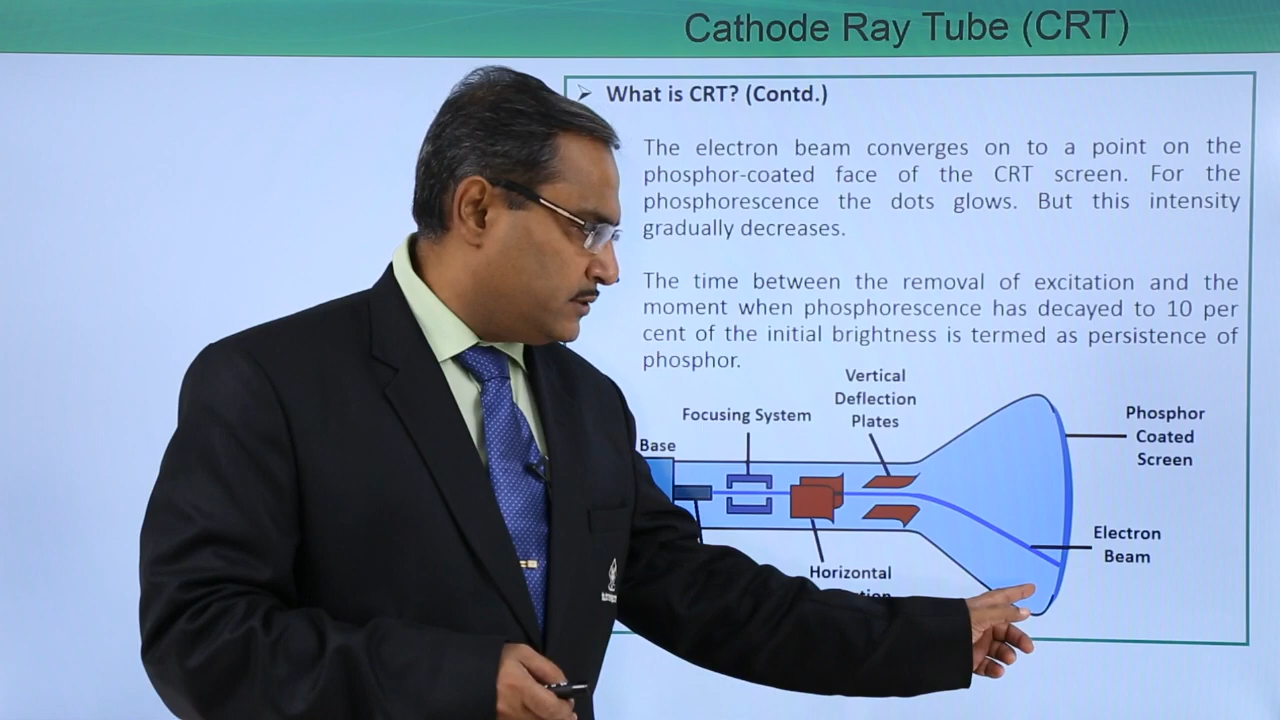 Cathode Ray Tube (CRT)
What is CRT? (Contd.)
The electron beam converges on to a point on the
phosphor-coated face of the CRT screen. For the
phosphorescence the dots glows. But this intensity
gradually decreases.
The time between the removal of excitation and the
moment when phosphorescence has decayed to 10 per
cent of the initial brightness is termed as persistence of
phosphor.
Vertical
Deflection
Plates
Focusing System
Base
Phosphor
Coated
Screen
Electron
Beam
Horizontal